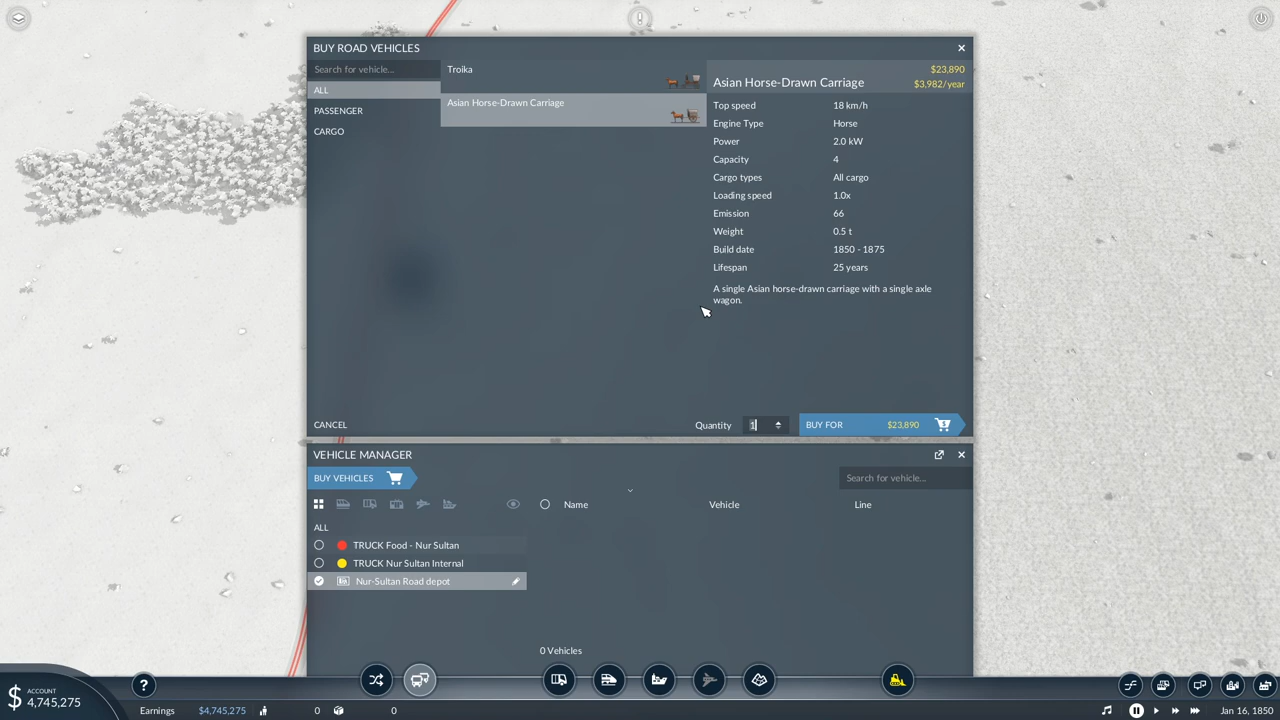 BUY ROAD VEHICLES
Search for vehicle...
ALL
PASSENGER
CARGO
Troika
Asian Horse-Drawn Carriage
$23,890
Asian Horse-Drawn Carriage
$3,982/year
Top speed 18 km/h
Engine Type Horse
Power 2.0 kW
Capacity 4
Cargo types All cargo
Loading speed 1.0x
Emission 66
Weight 0.5 t
Build date 1850 - 1875
Lifespan 25 years
A single Asian horse-drawn carriage with a single axle
wagon.
CANCEL
Quantity 1
BUY FOR $23,890
VEHICLE MANAGER
BUY VEHICLES
Search for vehicle...
Name Vehicle Line
ALL
TRUCK Food - Nur Sultan
TRUCK Nur Sultan Internal
Nur-Sultan Road depot
0 Vehicles
$ ACCOUNT
4,745,275
?
Earnings $4,745,275 0 0
Jan 16, 1850